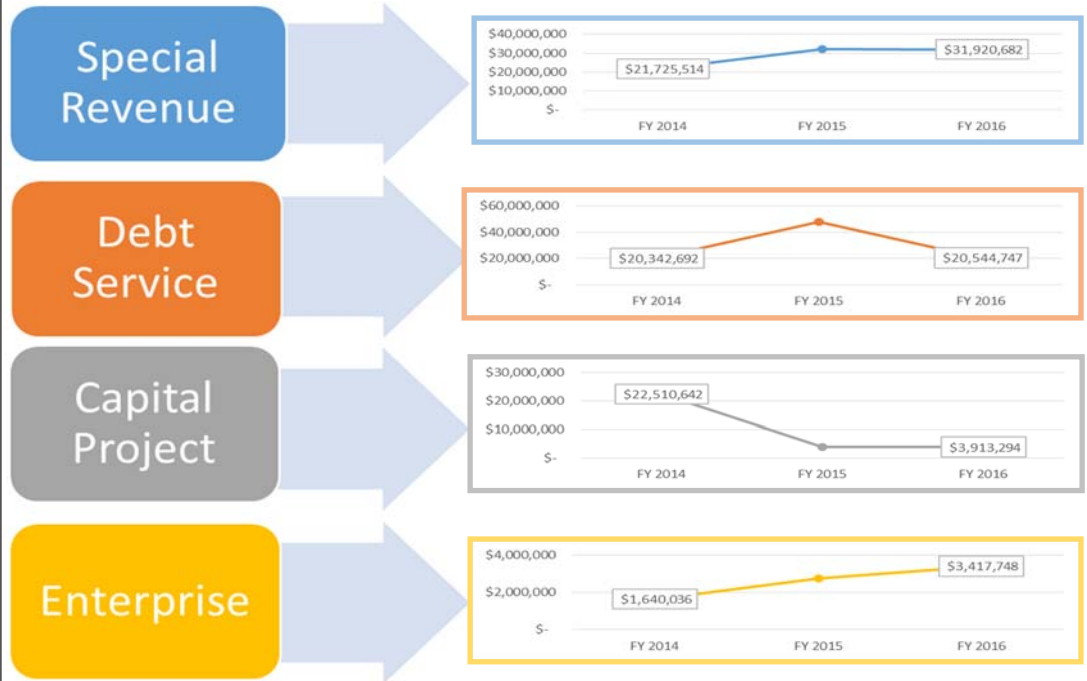 Special
Revenue
$40,000,000
$30,000,000
$20,000,000
$10,000,000
$-
$21,725,514
$31,920,682
FY 2014 FY 2015 FY 2016
Debt
Service
$60,000,000
$40,000,000
$20,000,000
$-
$20,342,692
$20,544,747
FY 2014 FY 2015 FY 2016
Capital
Project
$30,000,000
$20,000,000
$10,000,000
$-
$22,510,642
$3,913,294
FY 2014 FY 2015 FY 2016
Enterprise
$4,000,000
$2,000,000
$-
$1,640,036
$3,417,748
FY 2014 FY 2015 FY 2016